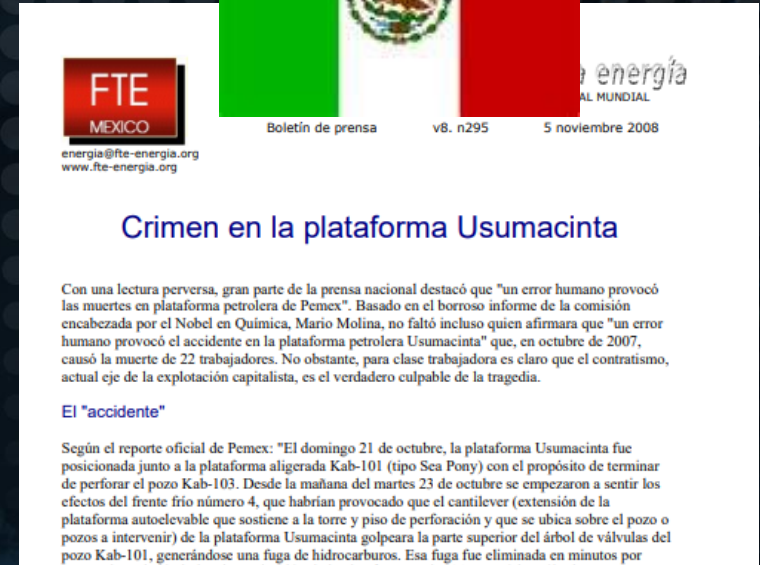 FTE
MEXICO
energía
AL MUNDIAL
Boletín de prensa v8. n295 5 noviembre 2008
energia@fte-energia.org
www.fte-energia.org
Crimen en la plataforma Usumacinta
Con una lectura perversa, gran parte de la prensa nacional destacó que "un error humano provocó
las muertes en plataforma petrolera de Pemex". Basado en el borroso informe de la comisión
encabezada por el Nobel en Química, Mario Molina, no faltó incluso quien afirmara que "un error
humano provocó el accidente en la plataforma petrolera Usumacinta" que, en octubre de 2007,
causó la muerte de 22 trabajadores. No obstante, para clase trabajadora es claro que el contratismo,
actual eje de la explotación capitalista, es el verdadero culpable de la tragedia.
El "accidente"
Según el reporte oficial de Pemex: "El domingo 21 de octubre, la plataforma Usumacinta fue
posicionada junto a la plataforma aligerada Kab-101 (tipo Sea Pony) con el propósito de terminar
de perforar el pozo Kab-103. Desde la mañana del martes 23 de octubre se empezaron a sentir los
efectos del frente frío número 4, que habrían provocado que el cantilever (extensión de la
plataforma autoelevable que sostiene a la torre y piso de perforación y que se ubica sobre el pozo o
pozos a intervenir) de la plataforma Usumacinta golpeara la parte superior del árbol de válvulas del
pozo Kab-101, generándose una fuga de hidrocarburos. Esa fuga fue eliminada en minutos por